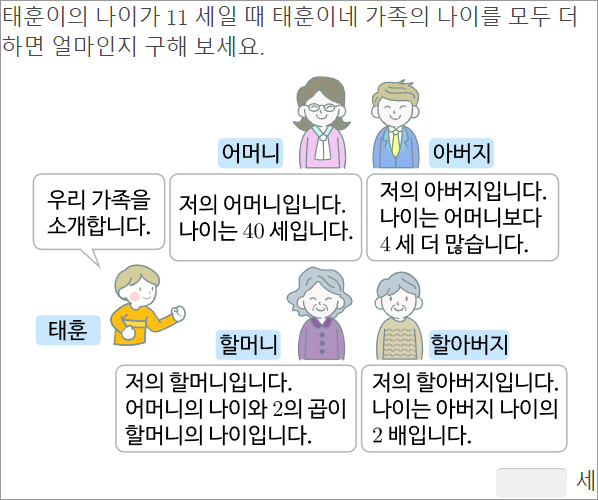 태훈이의 나이가 11 세일 때 태훈이네 가족의 나이를 모두 더
하면 얼마인지 구해 보세요.
어머니
아버지
우리 가족을
소개합니다.
저의 어머니입니다.
나이는 40 세입니다.
저의 아버지입니다.
나이는 어머니보다
4 세 더 많습니다.
태훈
할머니
할아버지
저의 할머니입니다.
어머니의 나이와 2의 곱이
할머니의 나이입니다.
저의 할아버지입니다.
나이는 아버지 나이의
2 배입니다.
세